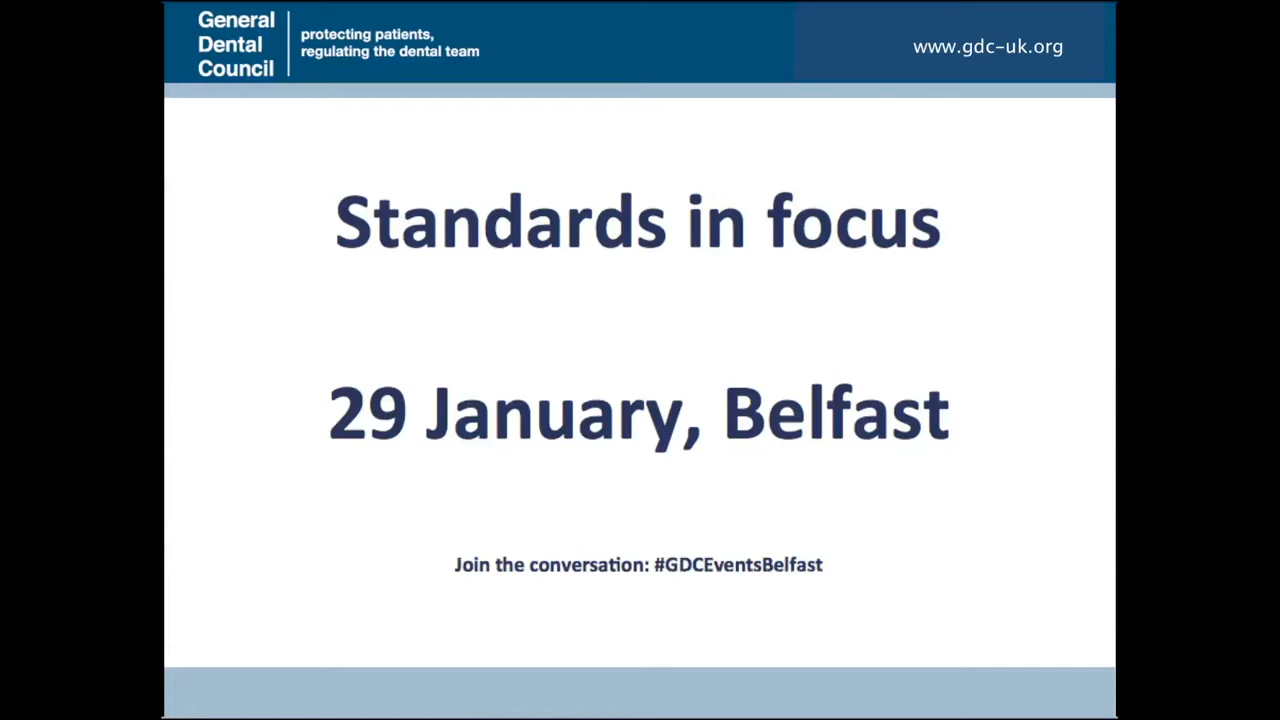 General
Dental
Council
protecting patients,
regulating the dental team
www.gdc-uk.org
Standards in focus
29 January, Belfast
Join the conversation: #GDCEventsBelfast